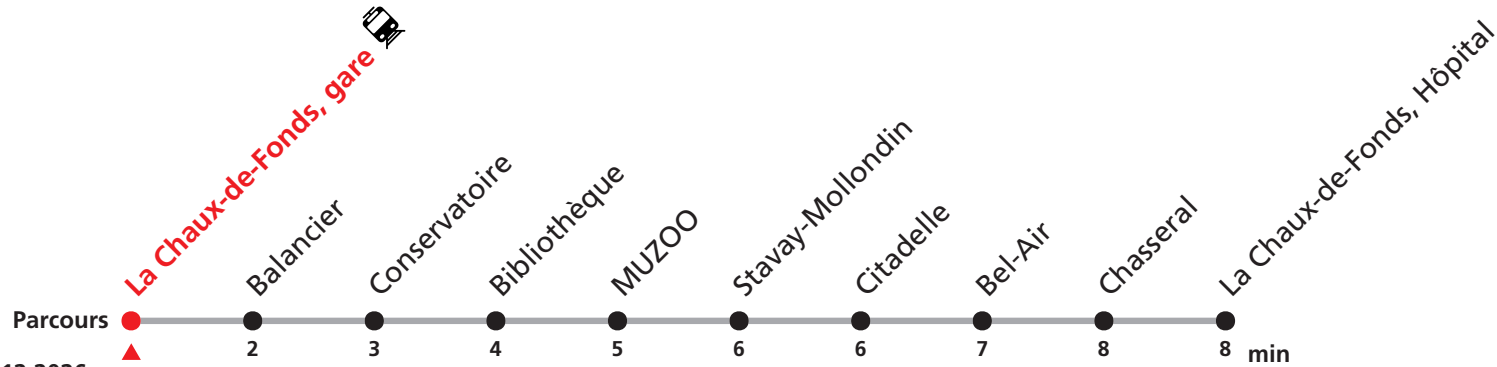 La Chaux-de-Fonds, gare
Balancier
Conservatoire
Bibliothèque
MUZOO
Stavay-Mollondin
Citadelle
Bel-Air
Chasseral
La Chaux-de-Fonds, Hôpital
Parcours
2 3 4 5 6 6 7 8 8 min